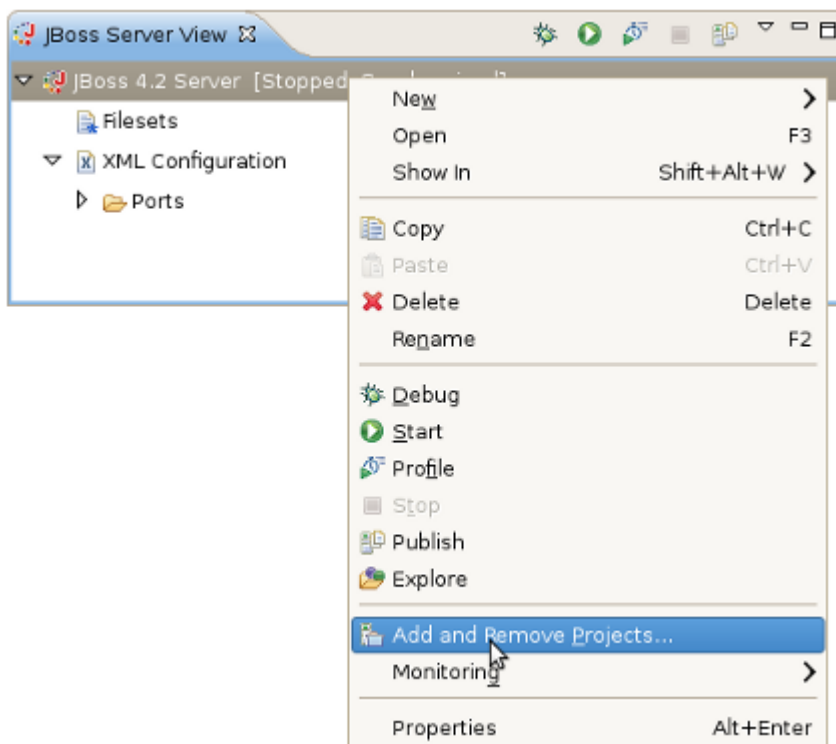 JBoss Server View
JBoss 4.2 Server [Stopped
Filesets
XML Configuration
Ports
New
Open F3
Show In Shift+Alt+W
Copy Ctrl+C
Paste Ctrl+V
Delete Delete
Rename F2
Debug
Start
Profile
Stop
Publish
Explore
Add and Remove Projects...
Monitoring
Properties Alt+Enter